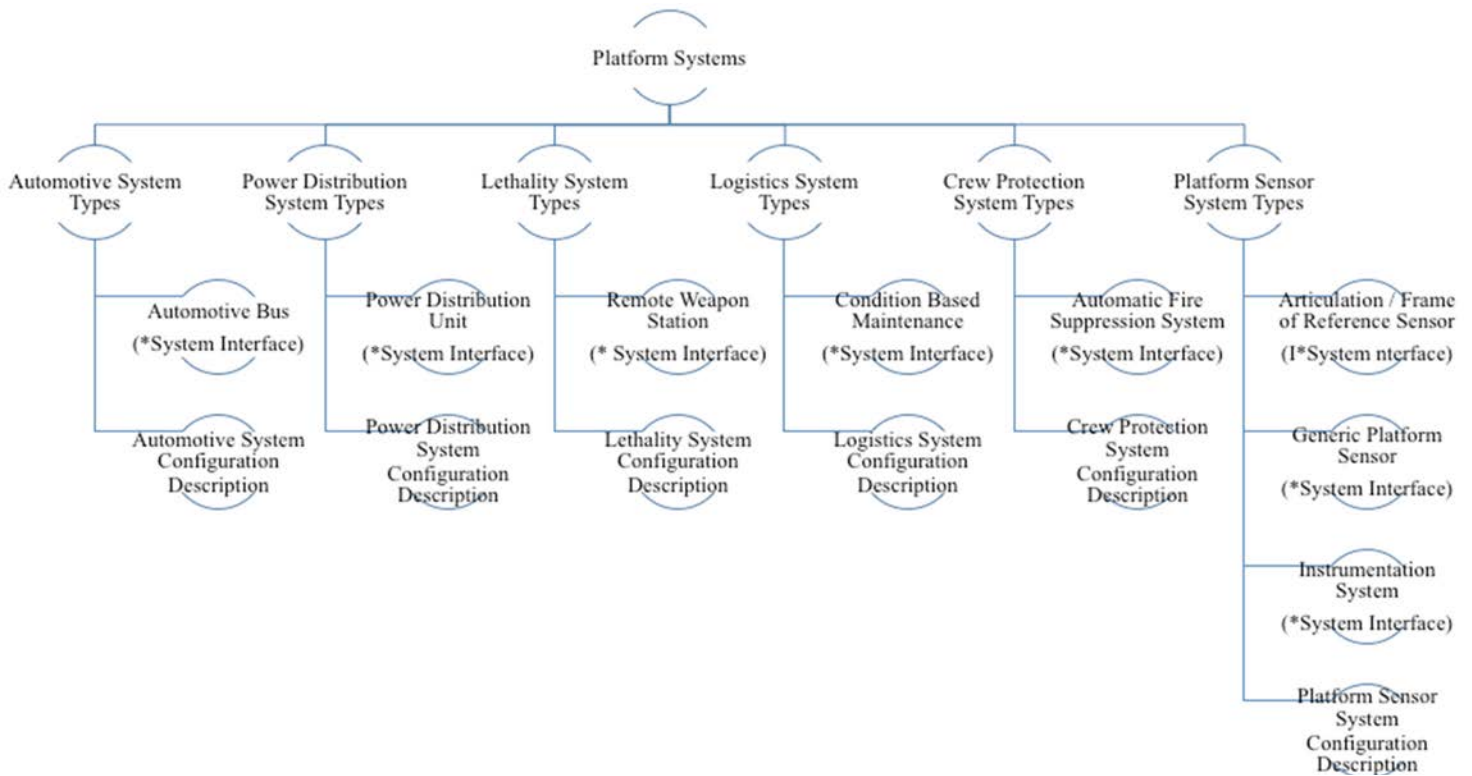 Platform Systems
Automotive System
Types
Power Distribution
System Types
Lethality System
Types
Logistics System
Types
Crew Protection
System Types
Platform Sensor
System Types
Automotive Bus
(*System Interface)
Automotive System
Configuration
Description
Power Distribution
Unit
(*System Interface)
Power Distribution
System
Configuration
Description
Remote Weapon
Station
(* System Interface)
Lethality System
Configuration
Description
Condition Based
Maintenance
(*System Interface)
Logistics System
Configuration
Description
Automatic Fire
Suppression System
(*System Interface)
Crew Protection
System
Configuration
Description
Articulation / Frame
of Reference Sensor
(I*System nterface)
Generic Platform
Sensor
(*System Interface)
Instrumentation
System
(*System Interface)
Platform Sensor
System
Configuration
Description